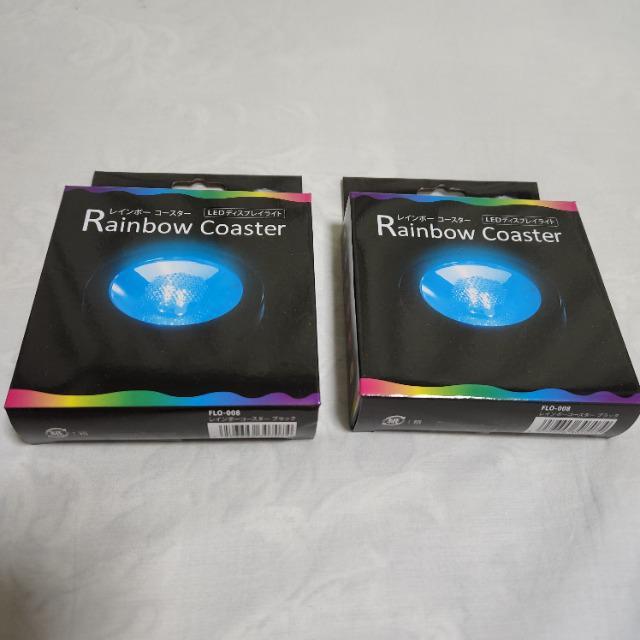 レインボー コースター
LEDディスプレイライト
Rainbow Coaster
FLO-008
レインボーコースター ブラック
紙
:箱
レインボー コースター
LEDディスプレイライト
Rainbow Coaster
FLO-008
レインボーコースター ブラック
紙
:箱